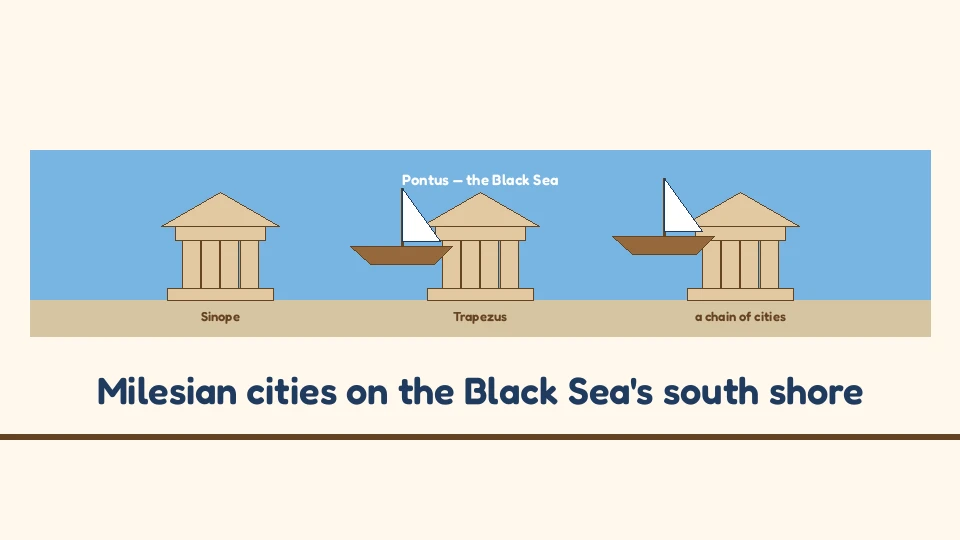 Pontus – the Black Sea
Sinope
Trapezus
a chain of cities
Milesian cities on the Black Sea's south shore